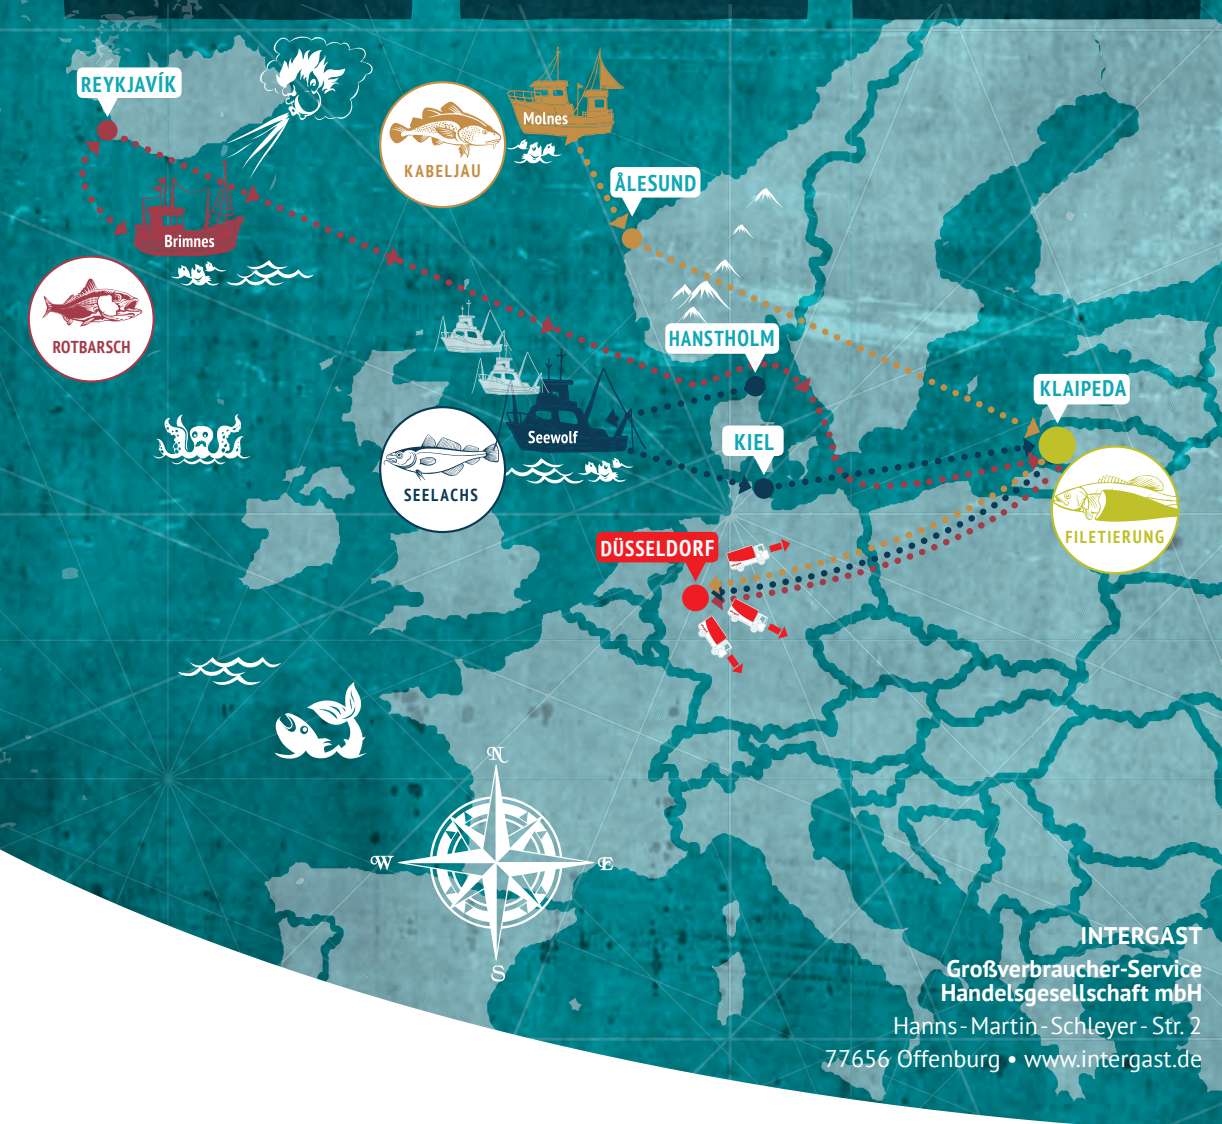 REYKJAVÍK
Molnes
KABELJAU
ÅLESUND
Brimnes
ROTBARSCH
HANSTHOLM
KLAIPEDA
Seewolf
KIEL
SEELACHS
FILETIERUNG
DÜSSELDORF
N
W
E
S
INTERGAST
Großverbraucher-Service
Handelsgesellschaft mbH
Hanns-Martin-Schleyer-Str. 2
77656 Offenburg • www.intergast.de